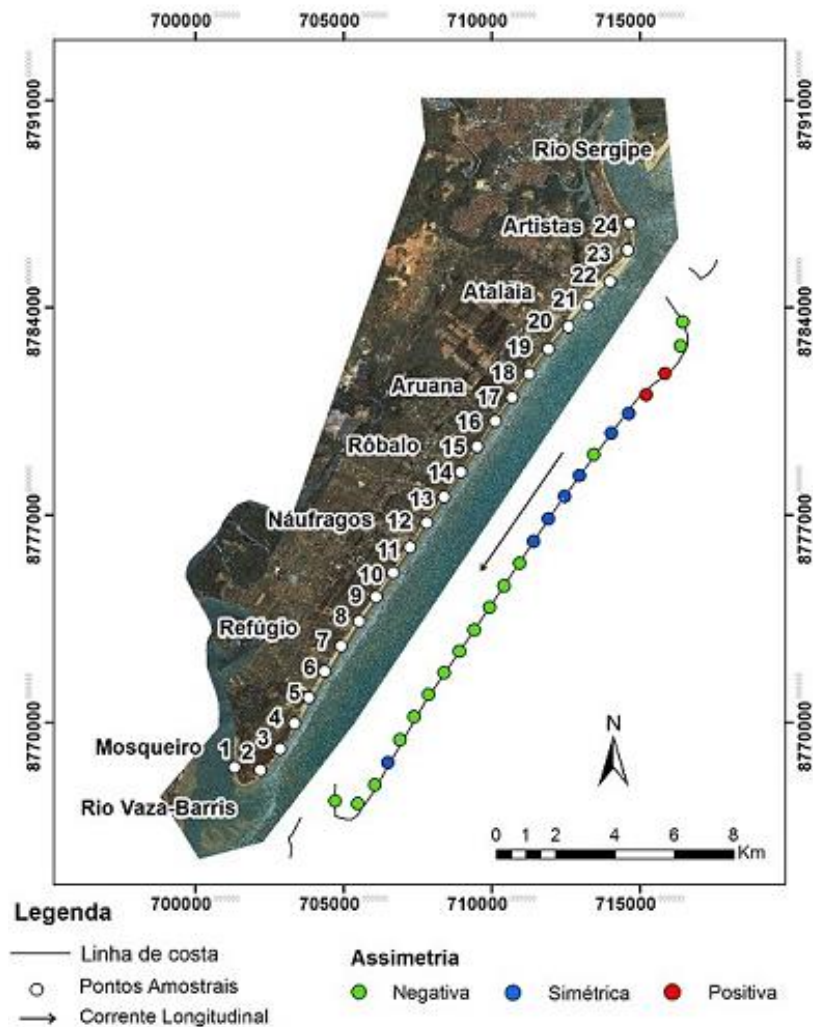 700000 705000 710000 715000
8791000 8791000
Rio Sergipe
Artistas 24
23
8784000 Atalaia 22 8784000
21
20
19
Aruana 18
17
16
Rôbalo 15
14
13
8777000 Náufragos 12 8777000
11
10
9
Refúgio 8
7
6
5
8770000 4 8770000
Mosqueiro 1 2 3
Rio Vaza-Barris
N
0 1 2 4 6 8
Km
700000 705000 710000 715000
Legenda
Linha de costa
Pontos Amostrais
Corrente Longitudinal
Assimetria
Negativa Simétrica Positiva